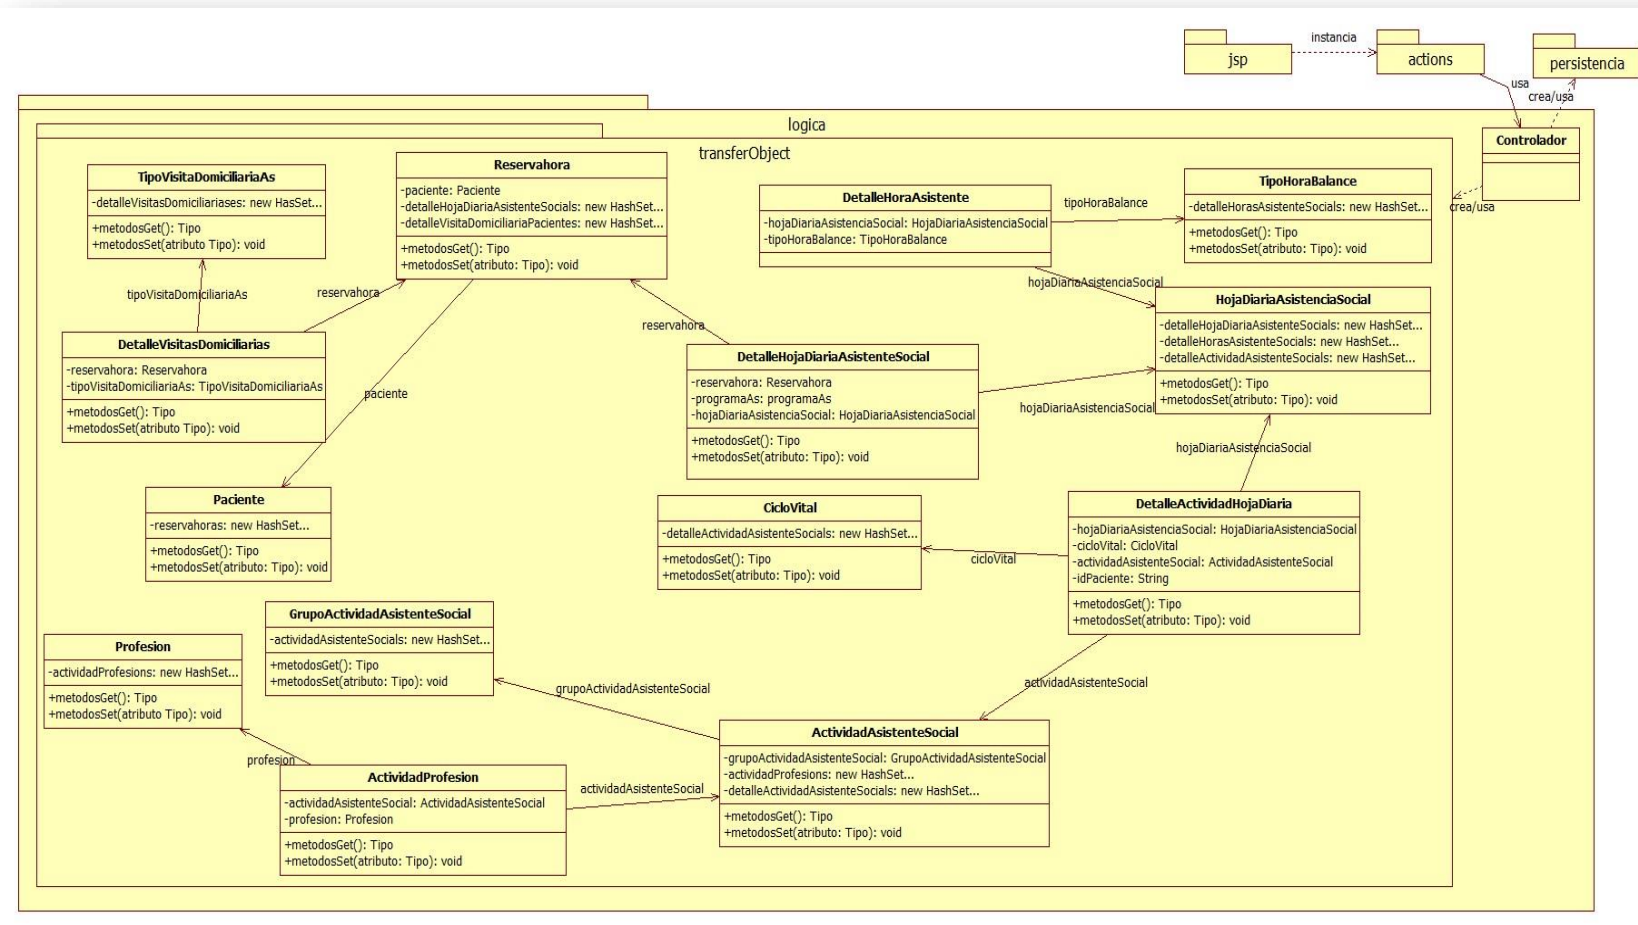 instancia
jsp
actions
persistencia
usa
crea/usa
logica
Controlador
transferObject
crea/usa
TipoVisitaDomiciliariaAs
-detalleVisitasDomiciliariases: new HasSet...
+metodosGet(): Tipo
+metodosSet(atributo Tipo): void
Reservahora
-paciente: Paciente
-detalleHojaDiariaAsistenteSocials: new HashSet...
-detalleVisitaDomiciliariaPacientes: new HashSet...
+metodosGet(): Tipo
+metodosSet(atributo: Tipo): void
DetalleHoraAsistente
-hojaDiariaAsistenciaSocial: HojaDiariaAsistenciaSocial
-tipoHoraBalance: TipoHoraBalance
tipoHoraBalance
TipoHoraBalance
-detalleHorasAsistenteSocials: new HashSet...
+metodosGet(): Tipo
+metodosSet(atributo: Tipo): void
tipoVisitaDomiciliariaAs
reservahora
hojaDiariaAsistenciaSocial
HojaDiariaAsistenciaSocial
-detalleHojaDiariaAsistenteSocials: new HashSet...
-detalleHorasAsistenteSocials: new HashSet...
-detalleActividadAsistenteSocials: new HashSet...
+metodosGet(): Tipo
+metodosSet(atributo: Tipo): void
reservahora
DetalleVisitasDomiciliarias
-reservahora: Reservahora
-tipoVisitaDomiciliariaAs: TipoVisitaDomiciliariaAs
+metodosGet(): Tipo
+metodosSet(atributo Tipo): void
paciente
DetalleHojaDiariaAsistenteSocial
-reservahora: Reservahora
-programaAs: programaAs
-hojaDiariaAsistenciaSocial: HojaDiariaAsistenciaSocial
+metodosGet(): Tipo
+metodosSet(atributo: Tipo): void
hojaDiariaAsistenciaSocial
hojaDiariaAsistenciaSocial
Paciente
-reservahoras: new HashSet...
+metodosGet(): Tipo
+metodosSet(atributo: Tipo): void
CicloVital
-detalleActividadAsistenteSocials: new HashSet...
+metodosGet(): Tipo
+metodosSet(atributo: Tipo): void
cicloVital
DetalleActividadHojaDiaria
-hojaDiariaAsistenciaSocial: HojaDiariaAsistenciaSocial
-cicloVital: CicloVital
-actividadAsistenteSocial: ActividadAsistenteSocial
-idPaciente: String
+metodosGet(): Tipo
+metodosSet(atributo: Tipo): void
GrupoActividadAsistenteSocial
-actividadAsistenteSocials: new HashSet...
+metodosGet(): Tipo
+metodosSet(atributo: Tipo): void
Profesion
-actividadProfesions: new HashSet...
+metodosGet(): Tipo
+metodosSet(atributo Tipo): void
grupoActividadAsistenteSocial
actividadAsistenteSocial
profesion
ActividadProfesion
-actividadAsistenteSocial: ActividadAsistenteSocial
-profesion: Profesion
+metodosGet(): Tipo
+metodosSet(atributo: Tipo): void
actividadAsistenteSocial
ActividadAsistenteSocial
-grupoActividadAsistenteSocial: GrupoActividadAsistenteSocial
-actividadProfesions: new HashSet...
-detalleActividadAsistenteSocials: new HashSet...
+metodosGet(): Tipo
+metodosSet(atributo: Tipo): void